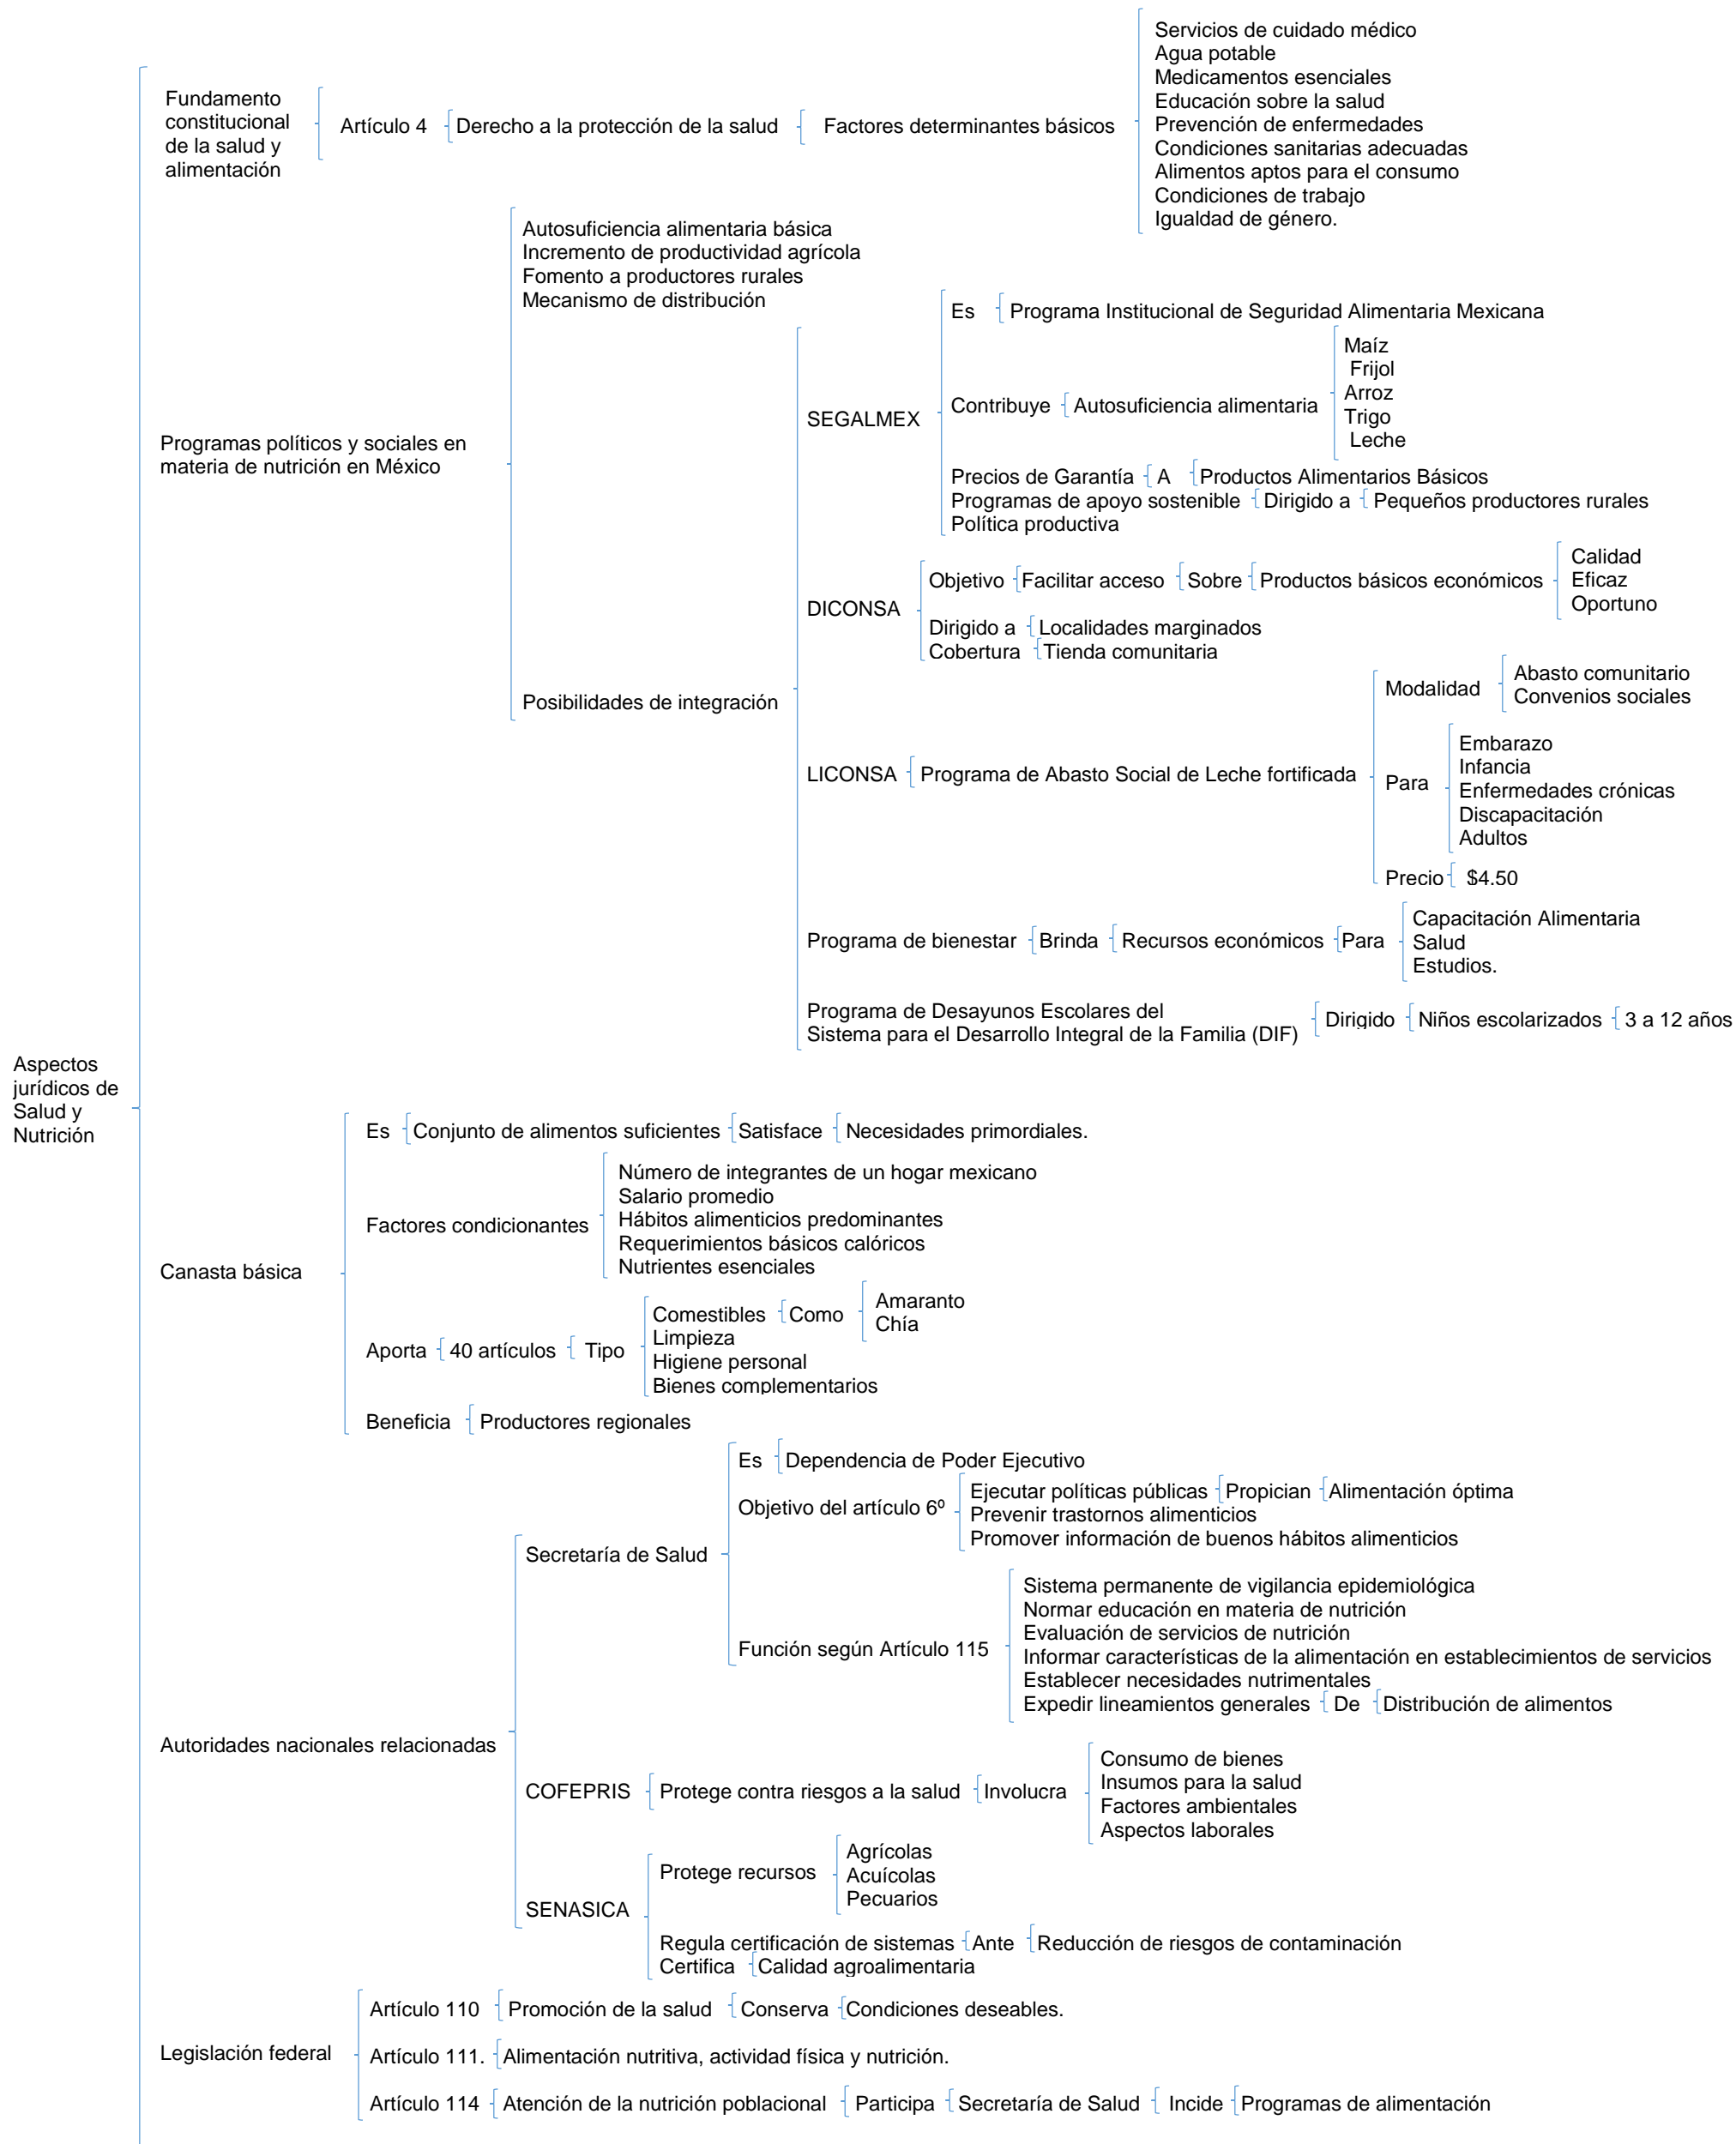 Aspectos
jurídicos de
Salud y
Nutrición
Fundamento
constitucional
de la salud y
alimentación
Artículo 4
Derecho a la protección de la salud
Factores determinantes básicos
Servicios de cuidado médico
Agua potable
Medicamentos esenciales
Educación sobre la salud
Prevención de enfermedades
Condiciones sanitarias adecuadas
Alimentos aptos para el consumo
Condiciones de trabajo
Igualdad de género.
Programas políticos y sociales en
materia de nutrición en México
Autosuficiencia alimentaria básica
Incremento de productividad agrícola
Fomento a productores rurales
Mecanismo de distribución
Posibilidades de integración
SEGALMEX
Es
Programa Institucional de Seguridad Alimentaria Mexicana
Contribuye
Autosuficiencia alimentaria
Maíz
Frijol
Arroz
Trigo
Leche
Precios de Garantía
A
Productos Alimentarios Básicos
Programas de apoyo sostenible
Dirigido a
Pequeños productores rurales
Política productiva
DICONSA
Objetivo
Facilitar acceso
Sobre
Productos básicos económicos
Calidad
Eficaz
Oportuno
Dirigido a
Localidades marginados
Cobertura
Tienda comunitaria
LICONSA
Programa de Abasto Social de Leche fortificada
Modalidad
Abasto comunitario
Convenios sociales
Para
Embarazo
Infancia
Enfermedades crónicas
Discapacitación
Adultos
Precio
$4.50
Programa de bienestar
Brinda
Recursos económicos
Para
Capacitación Alimentaria
Salud
Estudios.
Programa de Desayunos Escolares del
Sistema para el Desarrollo Integral de la Familia (DIF)
Dirigido
Niños escolarizados
3 a 12 años
Canasta básica
Es
Conjunto de alimentos suficientes
Satisface
Necesidades primordiales.
Factores condicionantes
Número de integrantes de un hogar mexicano
Salario promedio
Hábitos alimenticios predominantes
Requerimientos básicos calóricos
Nutrientes esenciales
Aporta
40 artículos
Tipo
Comestibles
Como
Amaranto
Chía
Limpieza
Higiene personal
Bienes complementarios
Beneficia
Productores regionales
Autoridades nacionales relacionadas
Secretaría de Salud
Es
Dependencia de Poder Ejecutivo
Objetivo del artículo 6º
Ejecutar políticas públicas
Propician
Alimentación óptima
Prevenir trastornos alimenticios
Promover información de buenos hábitos alimenticios
Función según Artículo 115
Sistema permanente de vigilancia epidemiológica
Normar educación en materia de nutrición
Evaluación de servicios de nutrición
Informar características de la alimentación en establecimientos de servicios
Establecer necesidades nutrimentales
Expedir lineamientos generales
De
Distribución de alimentos
COFEPRIS
Protege contra riesgos a la salud
Involucra
Consumo de bienes
Insumos para la salud
Factores ambientales
Aspectos laborales
SENASICA
Protege recursos
Agrícolas
Acuícolas
Pecuarios
Regula certificación de sistemas
Ante
Reducción de riesgos de contaminación
Certifica
Calidad agroalimentaria
Legislación federal
Artículo 110
Promoción de la salud
Conserva
Condiciones deseables.
Artículo 111.
Alimentación nutritiva, actividad física y nutrición.
Artículo 114
Atención de la nutrición poblacional
Participa
Secretaría de Salud
Incide
Programas de alimentación